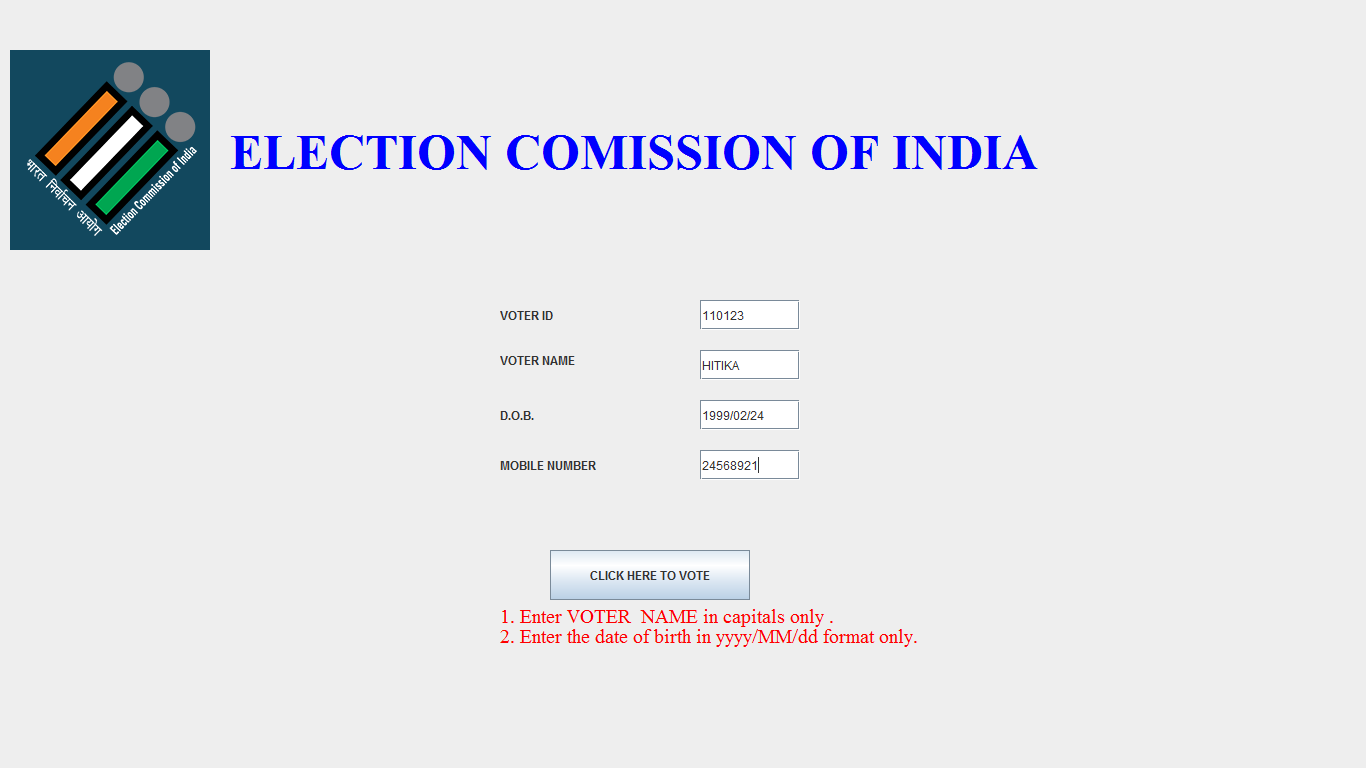 भारत निर्वाचन आयोग
Election Commission of India
ELECTION COMISSION OF INDIA
VOTER ID 110123
VOTER NAME HITIKA
D.O.B. 1999/02/24
MOBILE NUMBER 24568921
CLICK HERE TO VOTE
1. Enter VOTER  NAME in capitals only .
2. Enter the date of birth in yyyy/MM/dd format only.